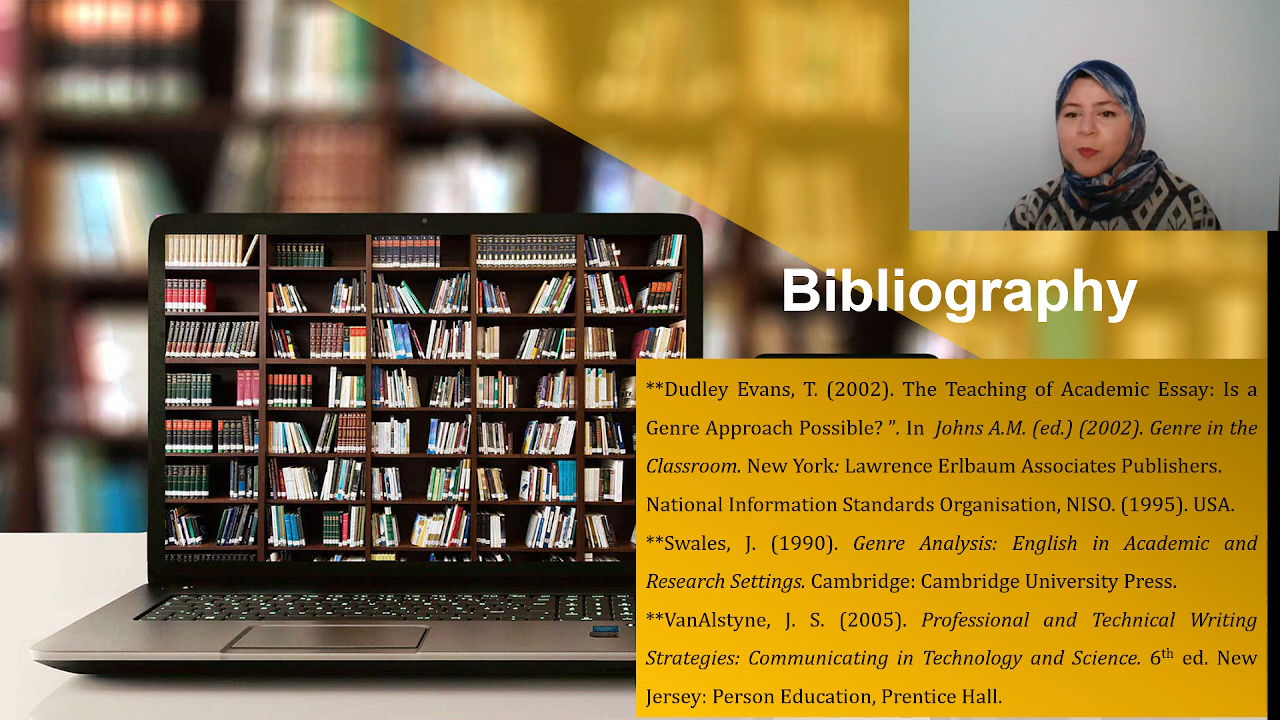 Bibliography
**Dudley Evans, T. (2002). The Teaching of Academic Essay: Is a
Genre Approach Possible? ”. In Johns A.M. (ed.) (2002). Genre in the
Classroom. New York: Lawrence Erlbaum Associates Publishers.
National Information Standards Organisation, NISO. (1995). USA.
**Swales, J. (1990). Genre Analysis: English in Academic and
Research Settings. Cambridge: Cambridge University Press.
**VanAlstyne, J. S. (2005). Professional and Technical Writing
Strategies: Communicating in Technology and Science. 6th ed. New
Jersey: Person Education, Prentice Hall.